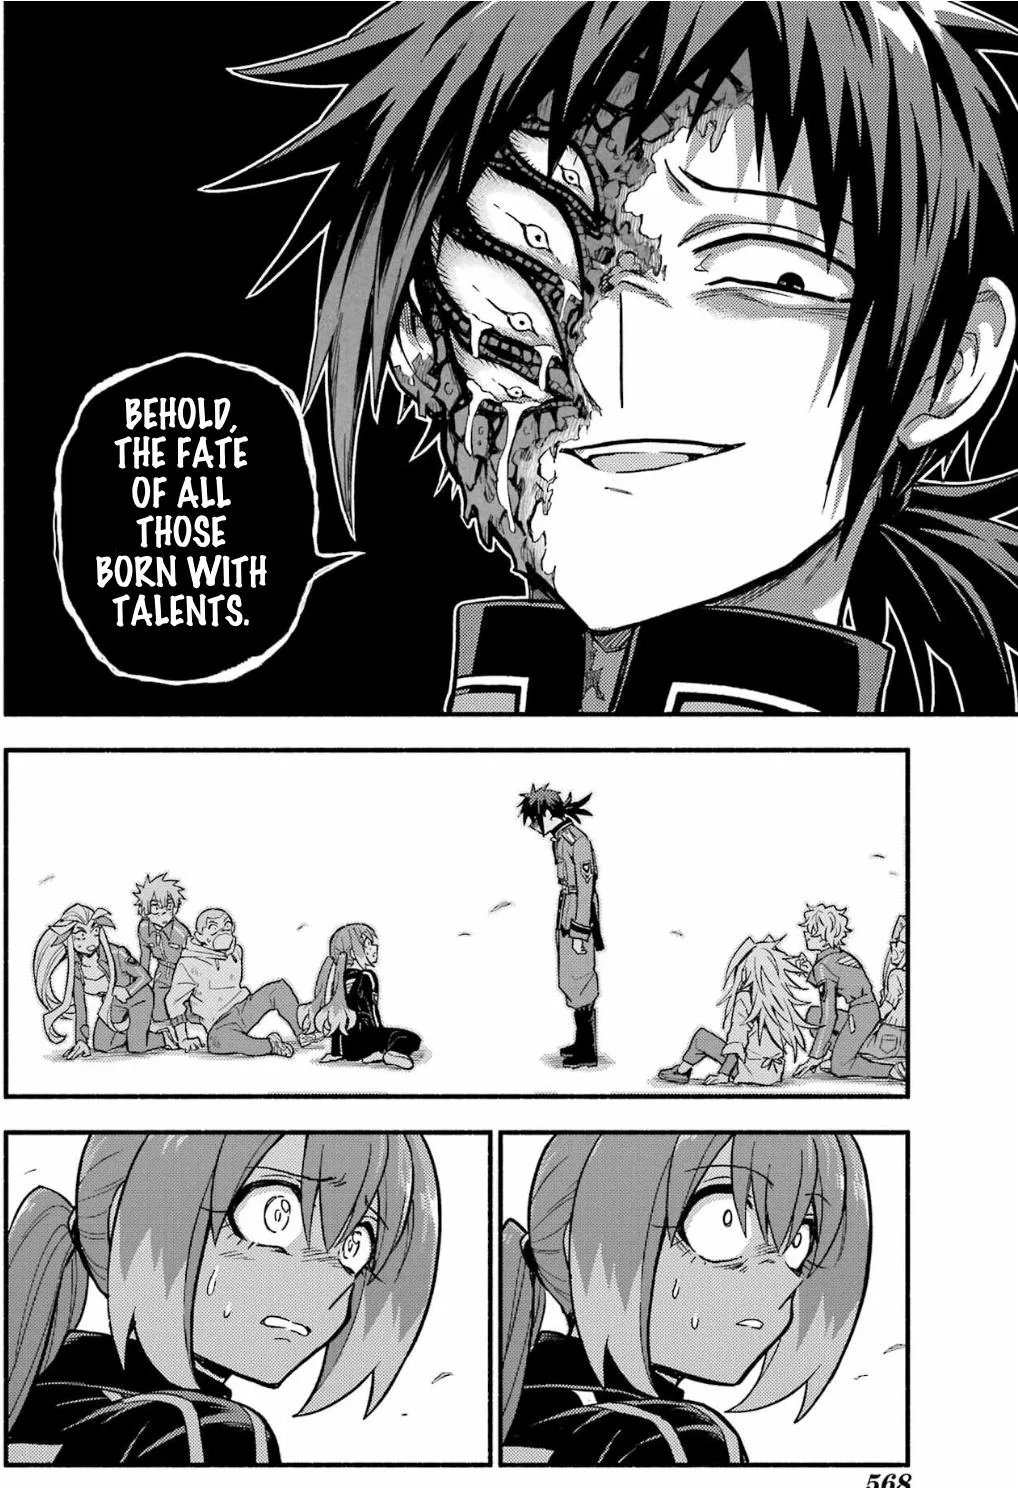 BEHOLD,
THE FATE
OF ALL
THOSE
BORN WITH
TALENTS.
568